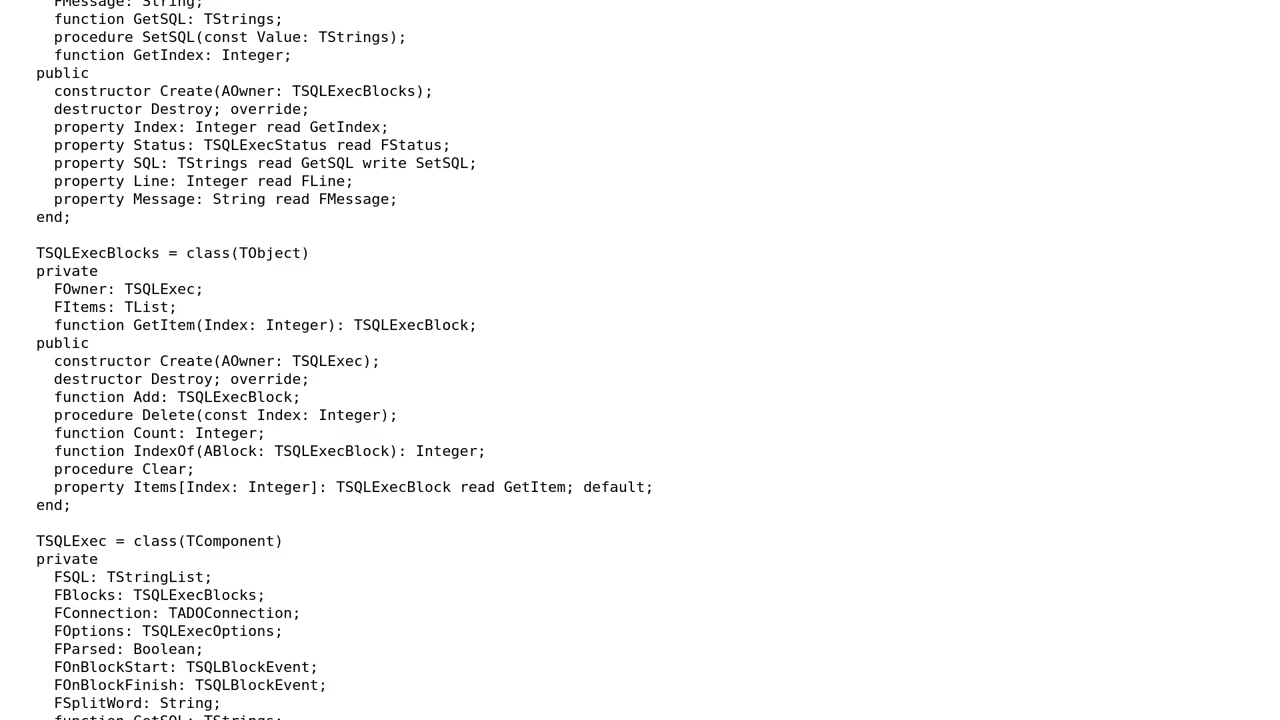 FMessage: String;
function GetSQL: TStrings;
procedure SetSQL(const Value: TStrings);
function GetIndex: Integer;
public
constructor Create(AOwner: TSQLExecBlocks);
destructor Destroy; override;
property Index: Integer read GetIndex;
property Status: TSQLExecStatus read FStatus;
property SQL: TStrings read GetSQL write SetSQL;
property Line: Integer read FLine;
property Message: String read FMessage;
end;
TSQLExecBlocks = class(TObject)
private
FOwner: TSQLExec;
FItems: TList;
function GetItem(Index: Integer): TSQLExecBlock;
public
constructor Create(AOwner: TSQLExec);
destructor Destroy; override;
function Add: TSQLExecBlock;
procedure Delete(const Index: Integer);
function Count: Integer;
function IndexOf(ABlock: TSQLExecBlock): Integer;
procedure Clear;
property Items[Index: Integer]: TSQLExecBlock read GetItem; default;
end;
TSQLExec = class(TComponent)
private
FSQL: TStringList;
FBlocks: TSQLExecBlocks;
FConnection: TADOConnection;
FOptions: TSQLExecOptions;
FParsed: Boolean;
FOnBlockStart: TSQLBlockEvent;
FOnBlockFinish: TSQLBlockEvent;
FSplitWord: String;
function GetSQL: TStrings;